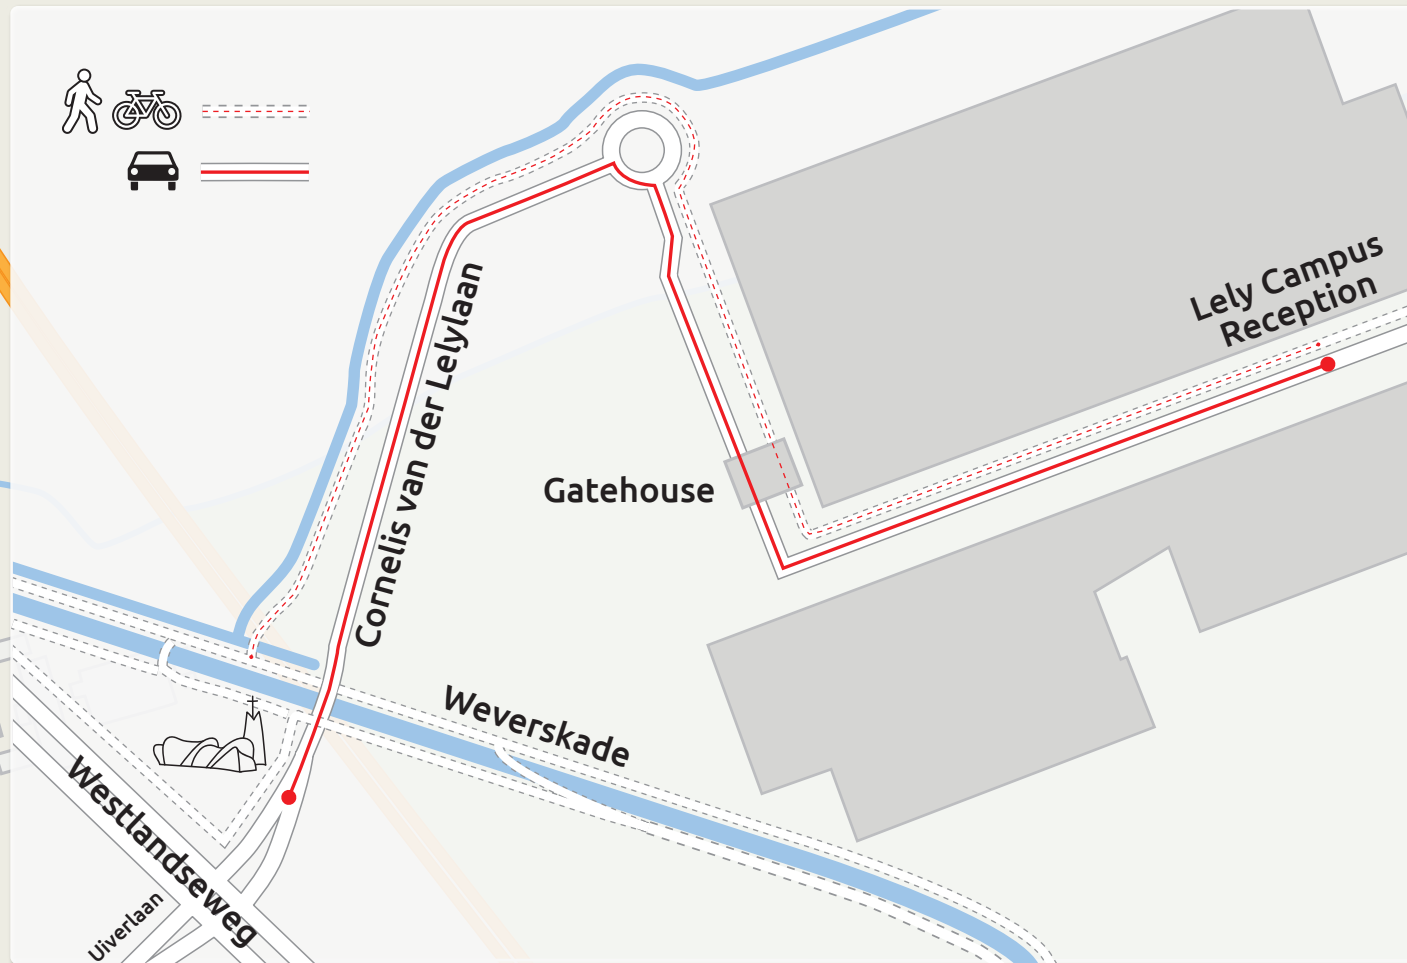 Lely Campus
Reception
Cornelis van der Lelylaan
Gatehouse
Weverskade
Westlandseweg
Uiverlaan